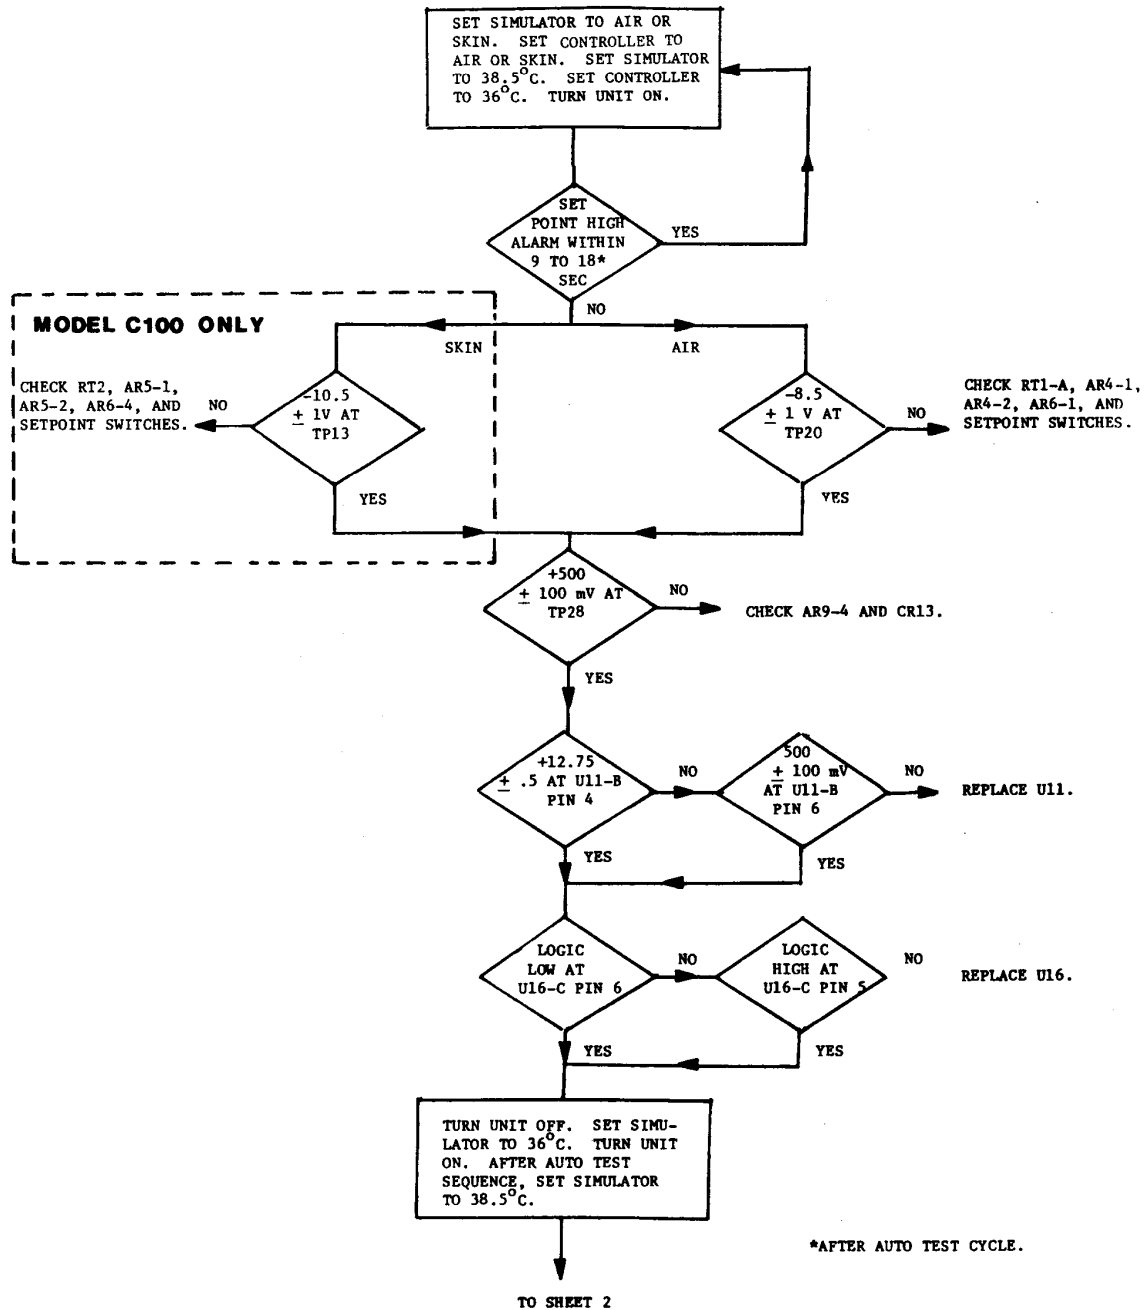 SET SIMULATOR TO AIR OR
SKIN. SET CONTROLLER TO
AIR OR SKIN. SET SIMULATOR
TO 38.5°C. SET CONTROLLER
TO 36°C. TURN UNIT ON.
SET
POINT HIGH
ALARM WITHIN
9 TO 18*
SEC
YES
NO
MODEL C100 ONLY
SKIN
AIR
CHECK RT2, AR5-1,
AR5-2, AR6-4, AND
SETPOINT SWITCHES.
NO
-10.5
± 1V AT
TP13
YES
-8.5
± 1 V AT
TP20
NO
CHECK RT1-A, AR4-1,
AR4-2, AR6-1, AND
SETPOINT SWITCHES.
YES
+500
± 100 mV AT
TP28
NO
CHECK AR9-4 AND CR13.
YES
+12.75
± .5 AT U11-B
PIN 4
NO
500
± 100 mV
AT U11-B
PIN 6
NO
REPLACE U11.
YES
YES
LOGIC
LOW AT
U16-C PIN 6
NO
LOGIC
HIGH AT
U16-C PIN 5
NO
REPLACE U16.
YES
YES
TURN UNIT OFF. SET SIMU-
LATOR TO 36°C. TURN UNIT
ON. AFTER AUTO TEST
SEQUENCE, SET SIMULATOR
TO 38.5°C.
*AFTER AUTO TEST CYCLE.
TO SHEET 2